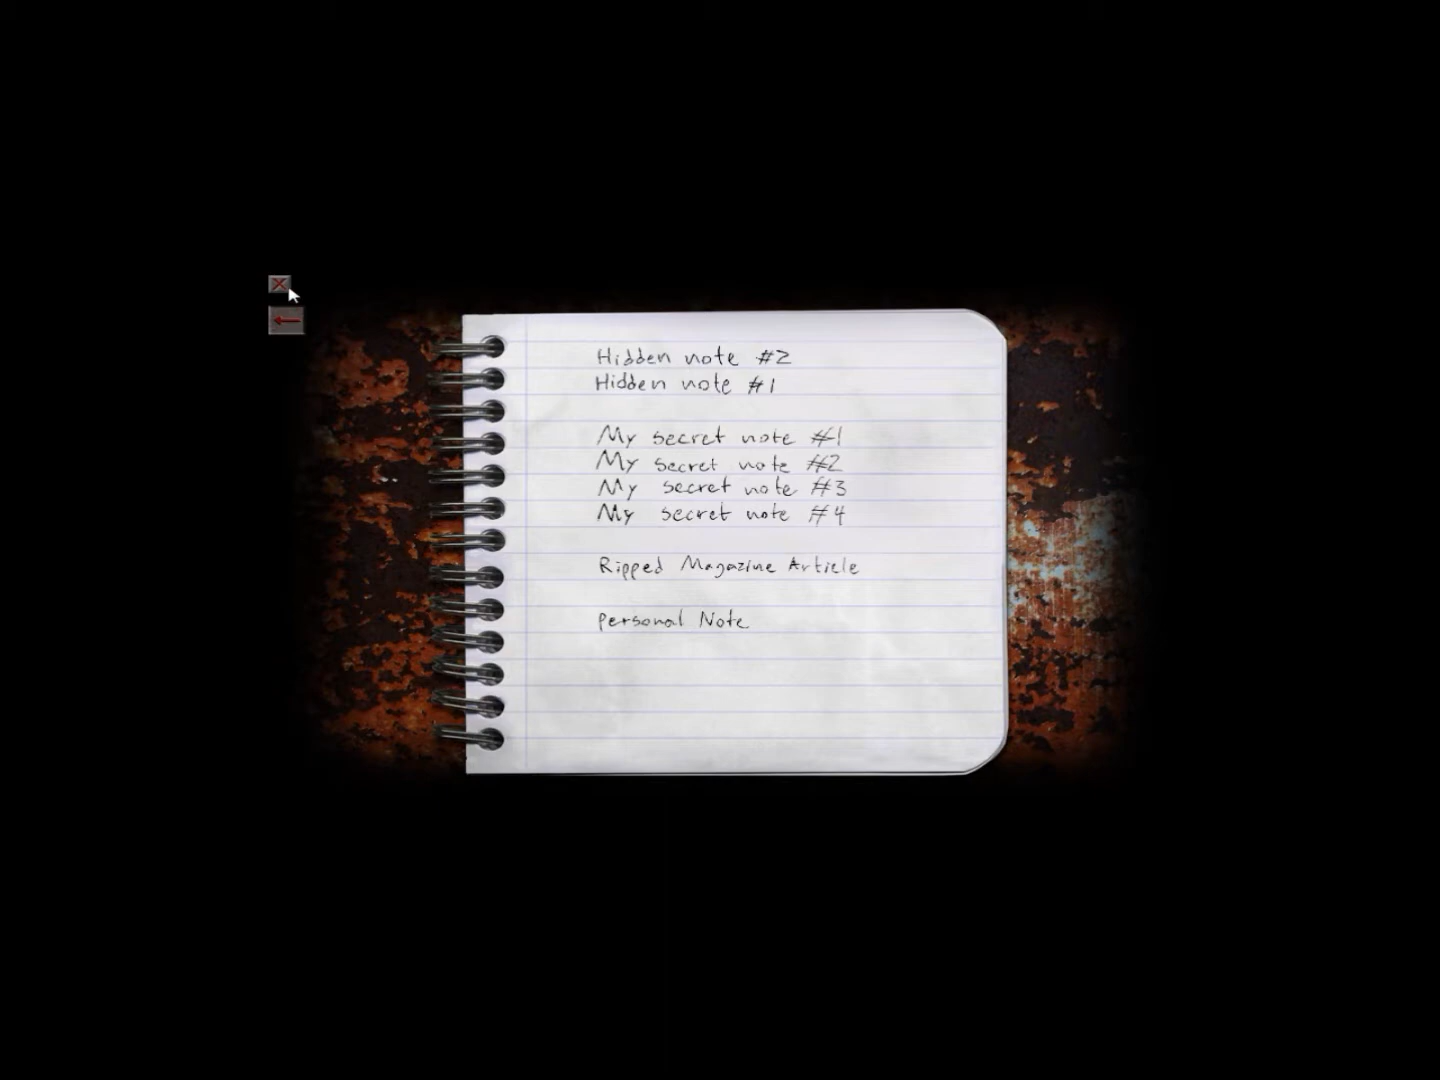 Hidden note #2
Hidden note #1
My secret note #1
My secret note #2
My secret note #3
My secret note #4
Ripped Magazine Article
personal Note